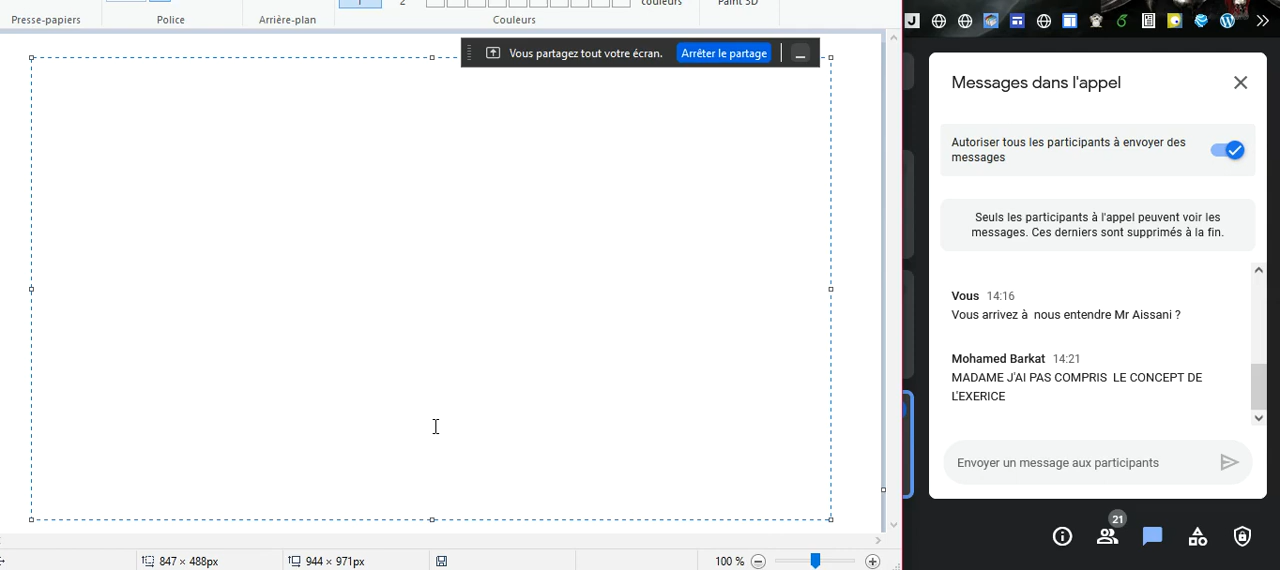 couleurs
Paint 3D
1
2
Presse-papiers
Police
Arrière-plan
Couleurs
Vous partagez tout votre écran.
Arrêter le partage
Messages dans l'appel
Autoriser tous les participants à envoyer des
messages
Seuls les participants à l'appel peuvent voir les
messages. Ces derniers sont supprimés à la fin.
Vous 14:16
Vous arrivez à nous entendre Mr Aissani ?
Mohamed Barkat 14:21
MADAME J'AI PAS COMPRIS LE CONCEPT DE
L'EXERICE
Envoyer un message aux participants
21
847 × 488px
944 × 971px
100 %